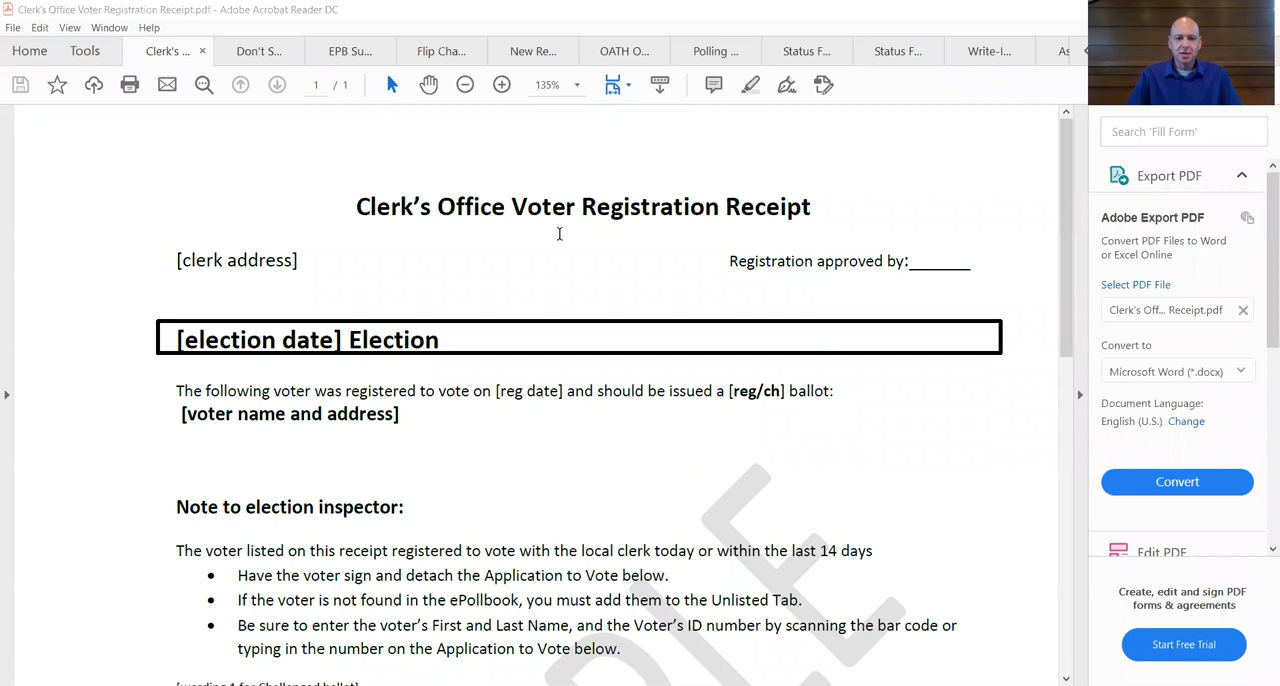 Clerk's Office Voter Registration Receipt.pdf - Adobe Acrobat Reader DC
File Edit View Window Help
Home Tools Clerk's ... × Don't S... EPB Su... Flip Cha... New Re... OATH O... Polling ... Status F... Status F... Write-I... As
1 / 1 135%
Search 'Fill Form'
Export PDF
Adobe Export PDF
Convert PDF Files to Word
or Excel Online
Select PDF File
Clerk's Off... Receipt.pdf
Convert to
Microsoft Word (*.docx)
Document Language:
English (U.S.) Change
Convert
Edit PDF
Create, edit and sign PDF
forms & agreements
Start Free Trial
Clerk's Office Voter Registration Receipt
[clerk address] Registration approved by:_______
[election date] Election
The following voter was registered to vote on [reg date] and should be issued a [reg/ch] ballot:
[voter name and address]
Note to election inspector:
The voter listed on this receipt registered to vote with the local clerk today or within the last 14 days
• Have the voter sign and detach the Application to Vote below.
• If the voter is not found in the ePollbook, you must add them to the Unlisted Tab.
• Be sure to enter the voter's First and Last Name, and the Voter's ID number by scanning the bar code or
typing in the number on the Application to Vote below.
[wording 1 for Challenged ballot]